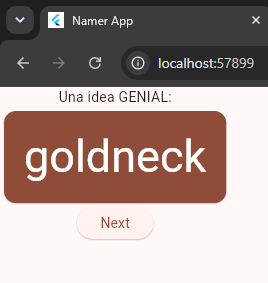 Namer App
localhost:57899
Una idea GENIAL:
goldneck
Next